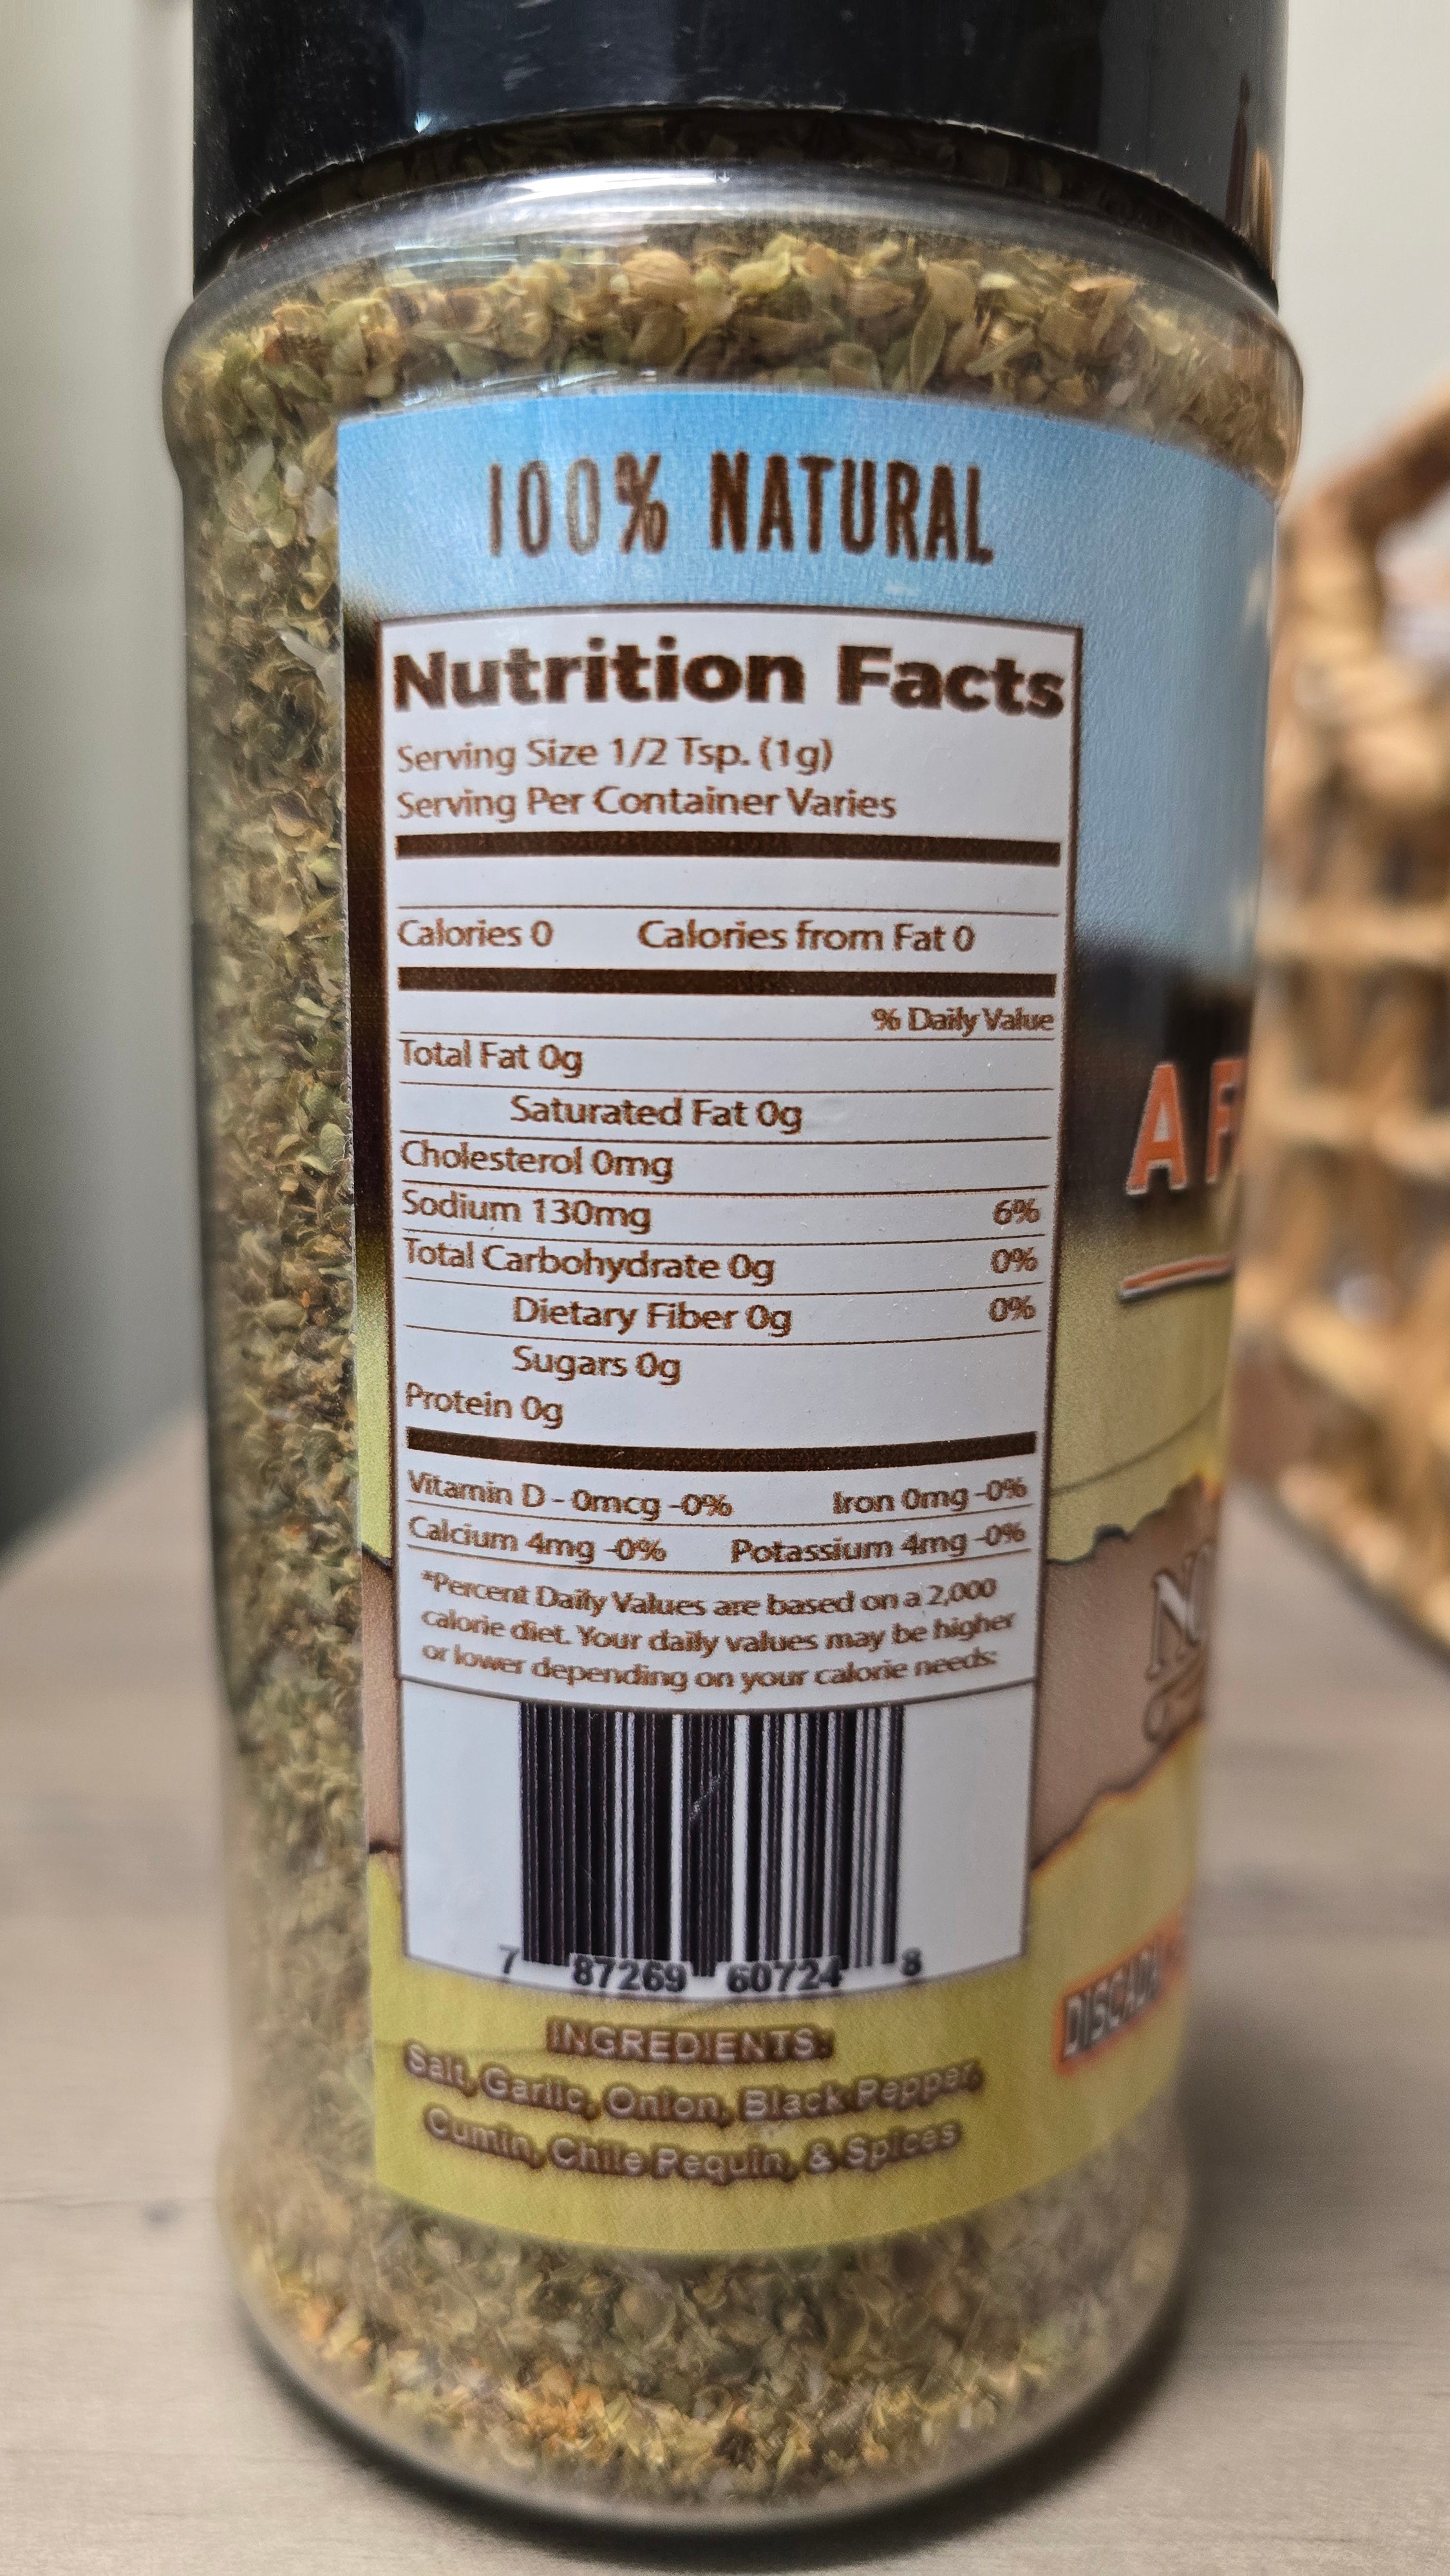 100% NATURAL
Nutrition Facts
Serving Size 1/2 Tsp. (1g)
Serving Per Container Varies
Calories 0 Calories from Fat 0
% Daily Value
Total Fat 0g
Saturated Fat 0g
Cholesterol 0mg
Sodium 130mg 6%
Total Carbohydrate 0g 0%
Dietary Fiber 0g 0%
Sugars 0g
Protein 0g
Vitamin D - 0mcg -0% Iron 0mg -0%
Calcium 4mg -0% Potassium 4mg -0%
*Percent Daily Values are based on a 2,000
calorie diet. Your daily values may be higher
or lower depending on your calorie needs:
7 87269 60724 8
INGREDIENTS:
Salt, Garlic, Onion, Black Pepper,
Cumin, Chile Pequin, & Spices
A F
NO
DISCADA